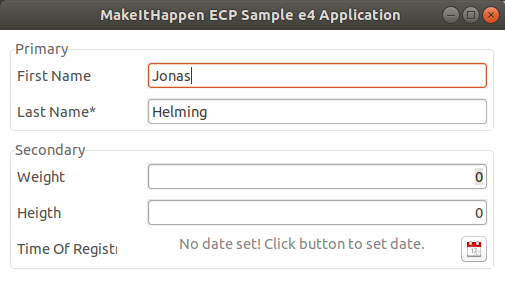 MakeItHappen ECP Sample e4 Application
Primary
First Name Jonas
Last Name* Helming
Secondary
Weight 0
Heigth 0
Time Of Registr No date set! Click button to set date.